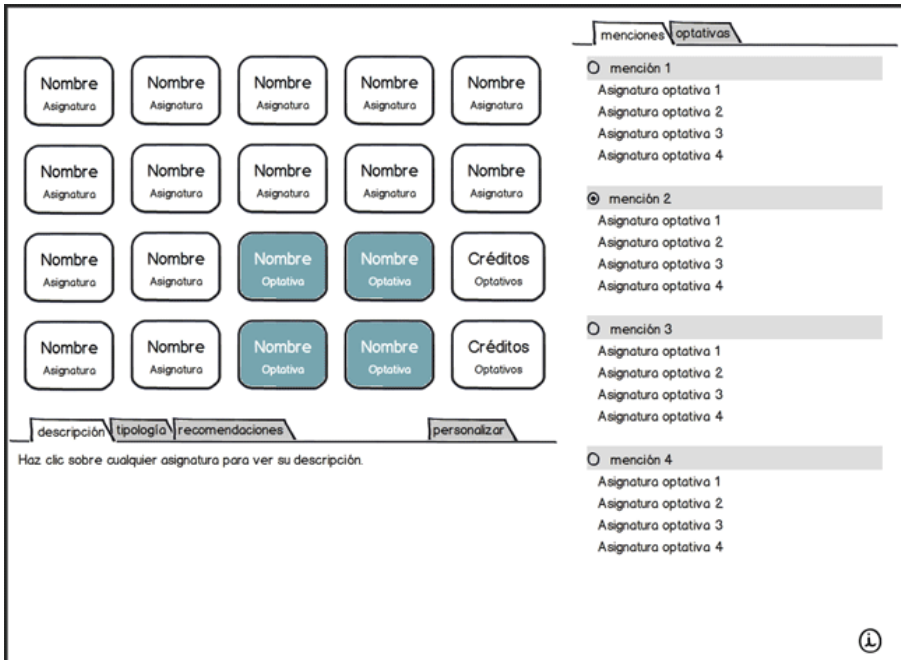 Nombre Nombre Nombre Nombre Nombre
Asignatura Asignatura Asignatura Asignatura Asignatura
Nombre Nombre Nombre Nombre Nombre
Asignatura Asignatura Asignatura Asignatura Asignatura
Nombre Nombre Nombre Nombre Créditos
Asignatura Asignatura Optativa Optativa Optativos
Nombre Nombre Nombre Nombre Créditos
Asignatura Asignatura Optativa Optativa Optativos
descripción tipología recomendaciones personalizar
Haz clic sobre cualquier asignatura para ver su descripción.
menciones optativas
mención 1
Asignatura optativa 1
Asignatura optativa 2
Asignatura optativa 3
Asignatura optativa 4
mención 2
Asignatura optativa 1
Asignatura optativa 2
Asignatura optativa 3
Asignatura optativa 4
mención 3
Asignatura optativa 1
Asignatura optativa 2
Asignatura optativa 3
Asignatura optativa 4
mención 4
Asignatura optativa 1
Asignatura optativa 2
Asignatura optativa 3
Asignatura optativa 4
i